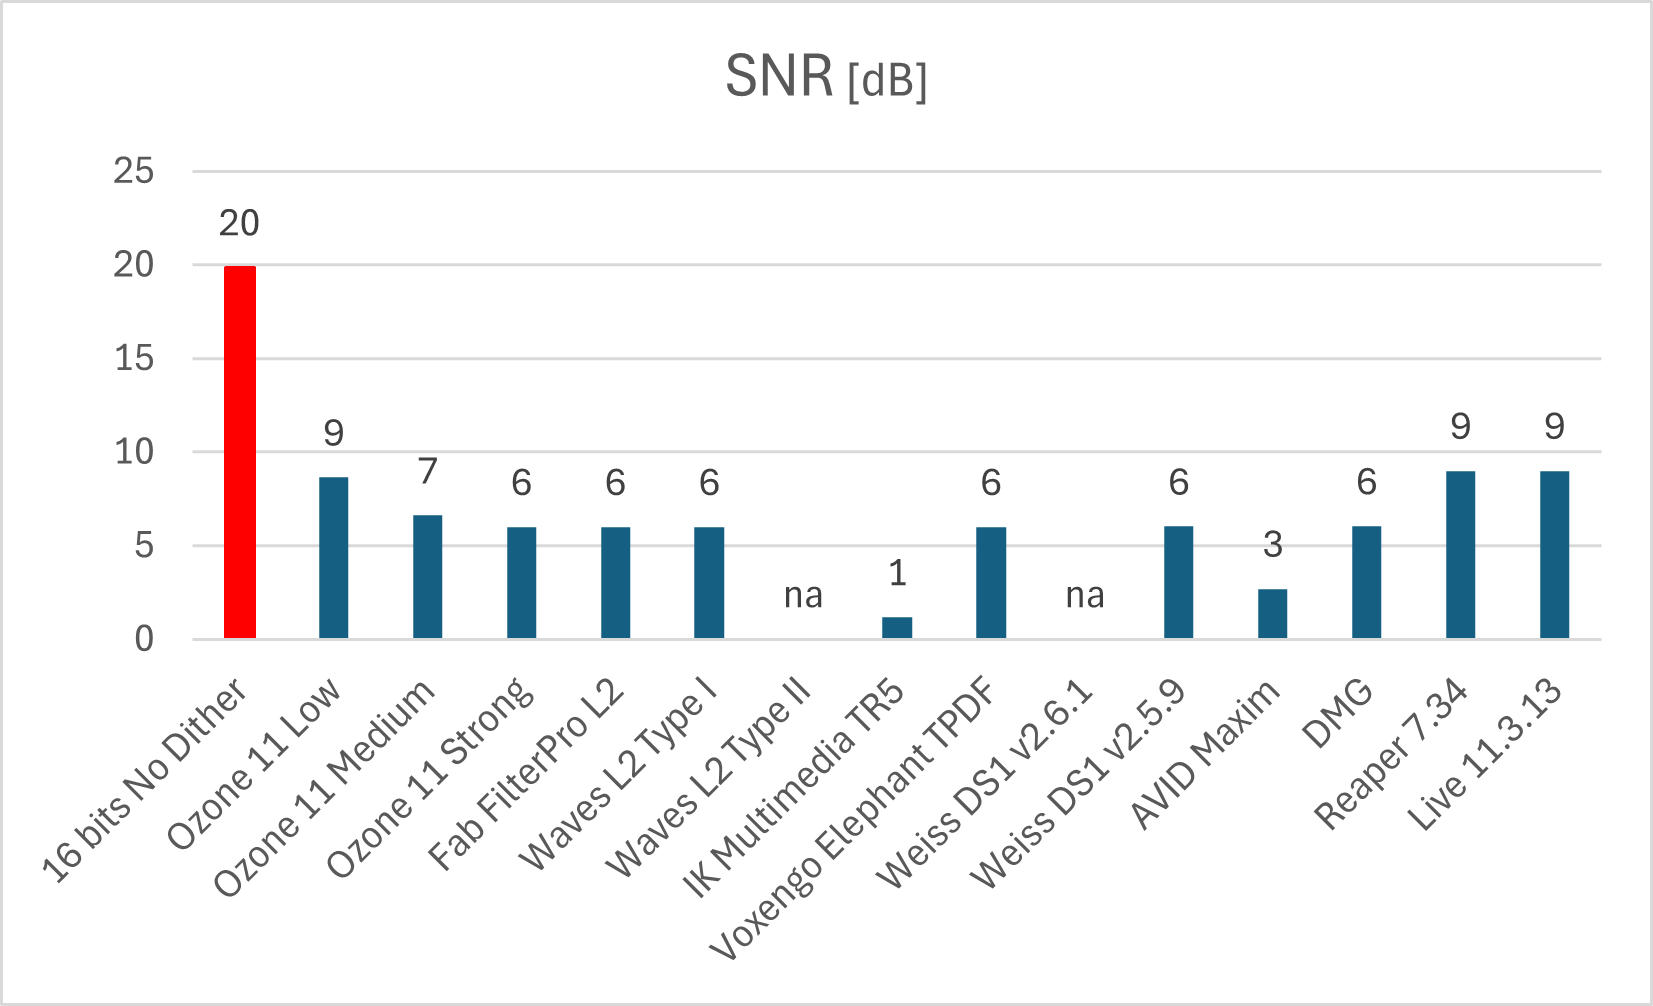 SNR [dB]
25
20
15
10
5
0
20
9
7
6
6
6
na
1
6
na
6
3
6
9
9
16 bits No Dither
Ozone 11 Low
Ozone 11 Medium
Ozone 11 Strong
Fab FilterPro L2
Waves L2 Type I
Waves L2 Type II
IK Multimedia TR5
Voxengo Elephant TPDF
Weiss DS1 v2.6.1
Weiss DS1 v2.5.9
AVID Maxim
DMG
Reaper 7.34
Live 11.3.13